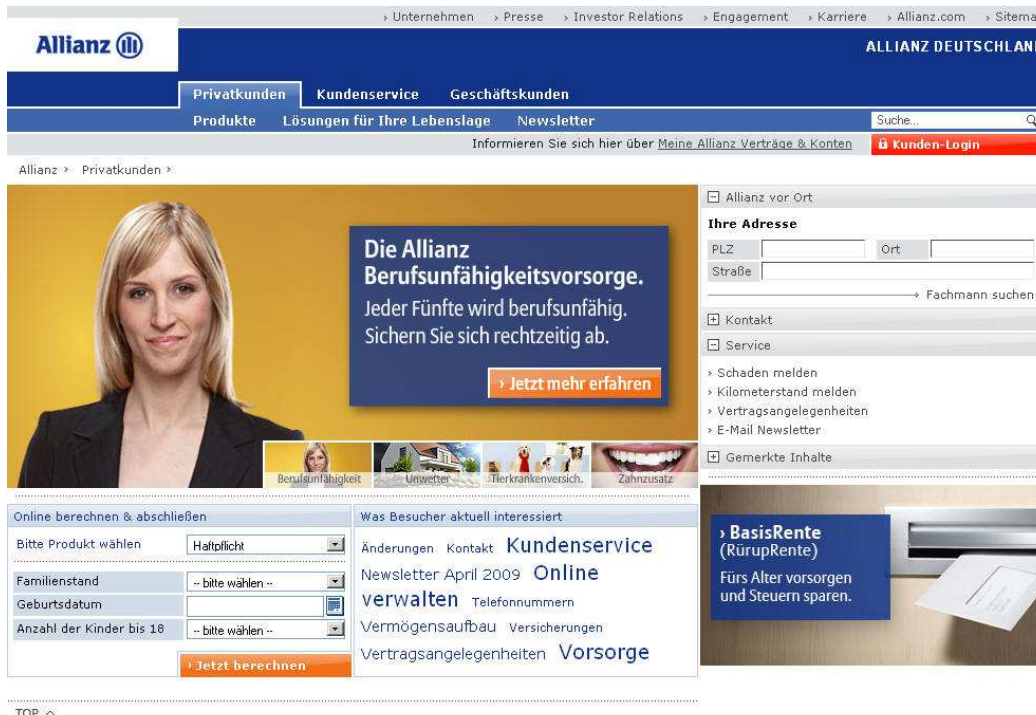 › Unternehmen › Presse › Investor Relations › Engagement › Karriere › Allianz.com › Sitema
Allianz
ALLIANZ DEUTSCHLAN
Privatkunden Kundenservice Geschäftskunden
Produkte Lösungen für Ihre Lebenslage Newsletter
Suche...
Informieren Sie sich hier über Meine Allianz Verträge & Konten
Kunden-Login
Allianz › Privatkunden ›
Die Allianz
Berufsunfähigkeitsvorsorge.
Jeder Fünfte wird berufsunfähig.
Sichern Sie sich rechtzeitig ab.
› Jetzt mehr erfahren
Berufsunfähigkeit Unwetter Tierkrankenversich. Zahnzusatz
Allianz vor Ort
Ihre Adresse
PLZ Ort
Straße
→ Fachmann suchen
Kontakt
Service
› Schaden melden
› Kilometerstand melden
› Vertragsangelegenheiten
› E-Mail Newsletter
Gemerkte Inhalte
Online berechnen & abschließen
Bitte Produkt wählen Haftpflicht
Familienstand -- bitte wählen --
Geburtsdatum
Anzahl der Kinder bis 18 -- bitte wählen --
› Jetzt berechnen
Was Besucher aktuell interessiert
Änderungen Kontakt Kundenservice
Newsletter April 2009 Online
verwalten Telefonnummern
Vermögensaufbau Versicherungen
Vertragsangelegenheiten Vorsorge
› BasisRente
(RürupRente)
Fürs Alter vorsorgen
und Steuern sparen.
TOP